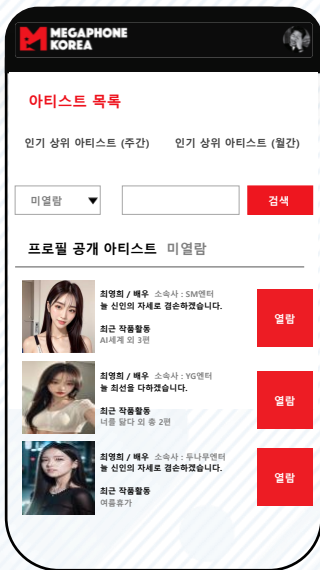 MEGAPHONE
KOREA
아티스트 목록
인기 상위 아티스트 (주간) 인기 상위 아티스트 (월간)
미열람 검색
프로필 공개 아티스트 미열람
최영희 / 배우 소속사 : SM엔터
늘 신인의 자세로 겸손하겠습니다.
최근 작품활동
AI세계 외 3편
열람
최영희 / 배우 소속사 : YG엔터
늘 최선을 다하겠습니다.
최근 작품활동
너를 닮다 외 총 2편
열람
최영희 / 배우 소속사 : 두나무엔터
늘 신인의 자세로 겸손하겠습니다.
최근 작품활동
여름휴가
열람